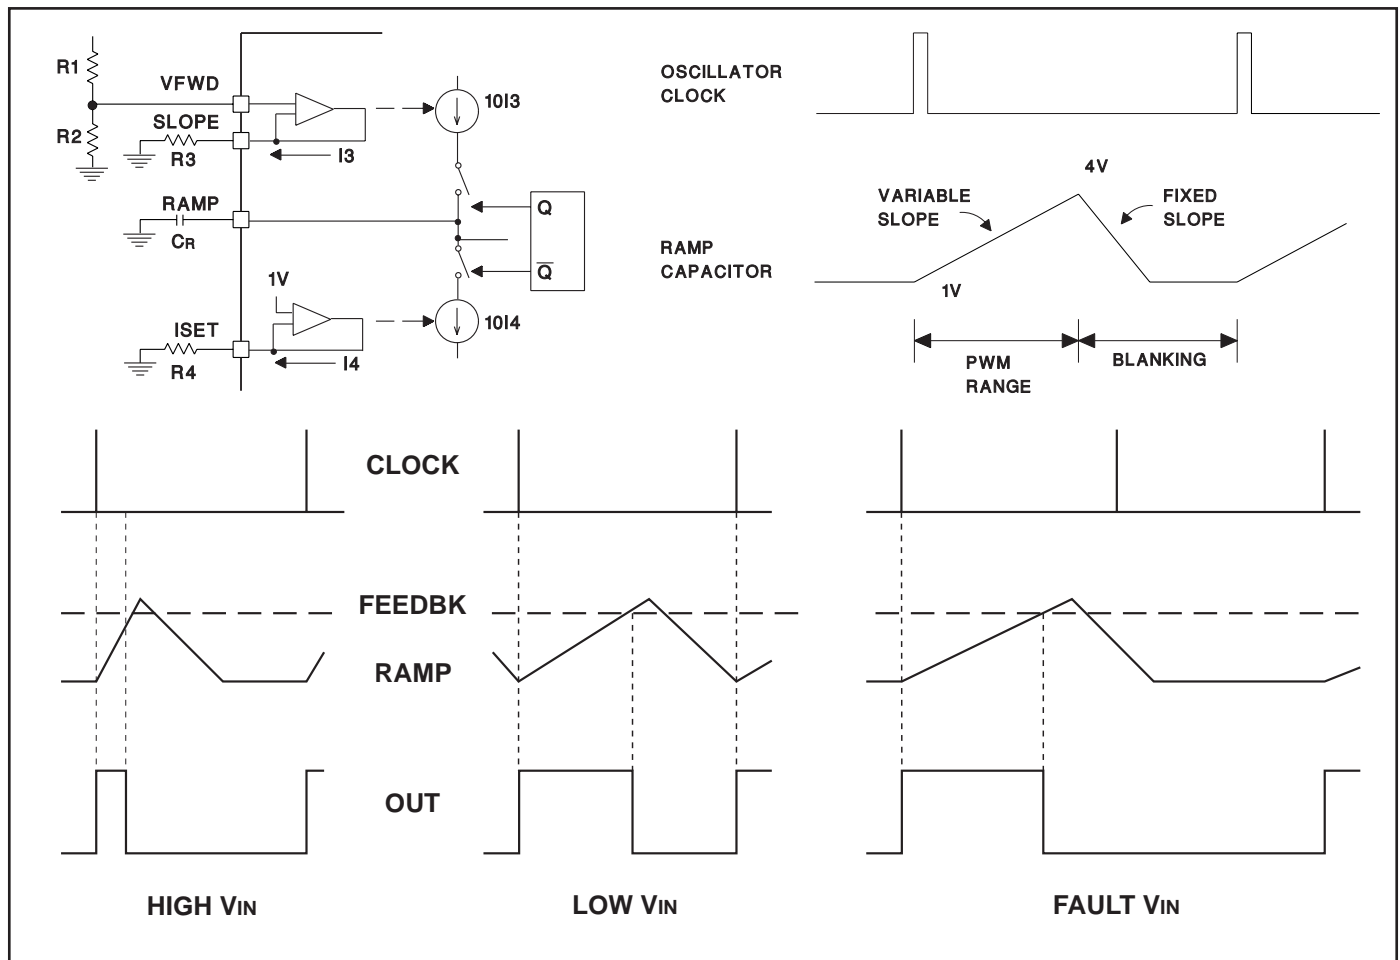 R1
VFWD
10I3
SLOPE
R2
R3
I3
RAMP
CR
Q
Q̅
1V
10I4
ISET
R4
I4
OSCILLATOR
CLOCK
4V
VARIABLE
SLOPE
FIXED
SLOPE
RAMP
CAPACITOR
1V
PWM
RANGE
BLANKING
CLOCK
FEEDBK
RAMP
OUT
HIGH VIN
LOW VIN
FAULT VIN